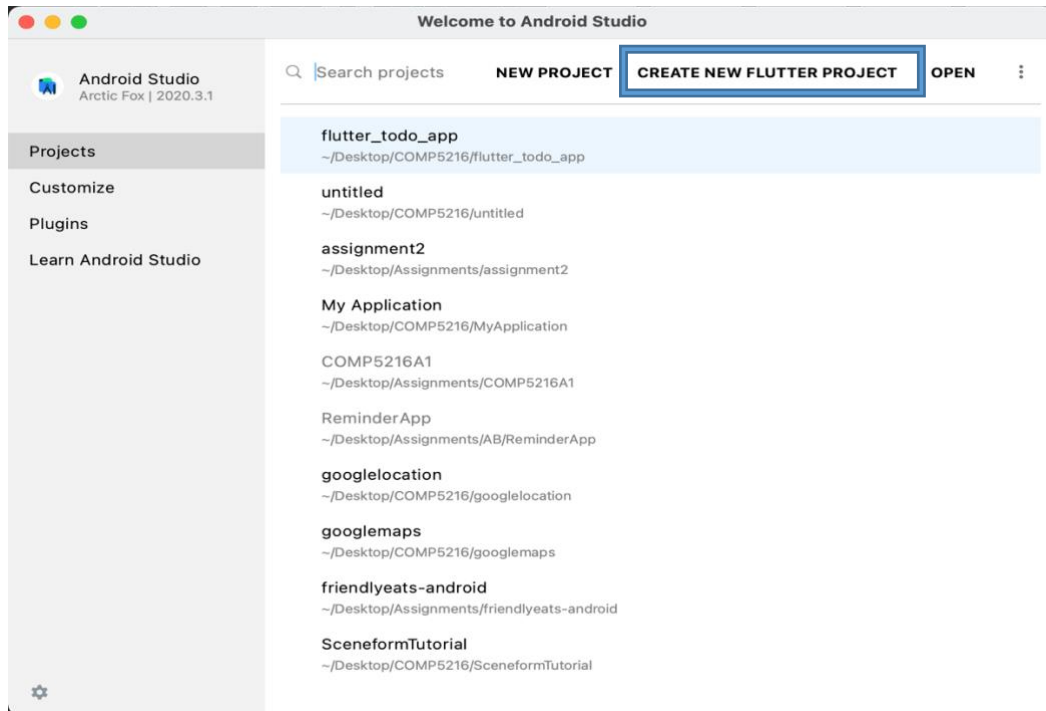 Welcome to Android Studio
Android Studio
Arctic Fox | 2020.3.1
Projects
Customize
Plugins
Learn Android Studio
Search projects NEW PROJECT CREATE NEW FLUTTER PROJECT OPEN
flutter_todo_app
~/Desktop/COMP5216/flutter_todo_app
untitled
~/Desktop/COMP5216/untitled
assignment2
~/Desktop/Assignments/assignment2
My Application
~/Desktop/COMP5216/MyApplication
COMP5216A1
~/Desktop/Assignments/COMP5216A1
ReminderApp
~/Desktop/Assignments/AB/ReminderApp
googlelocation
~/Desktop/COMP5216/googlelocation
googlemaps
~/Desktop/COMP5216/googlemaps
friendlyeats-android
~/Desktop/Assignments/friendlyeats-android
SceneformTutorial
~/Desktop/COMP5216/SceneformTutorial